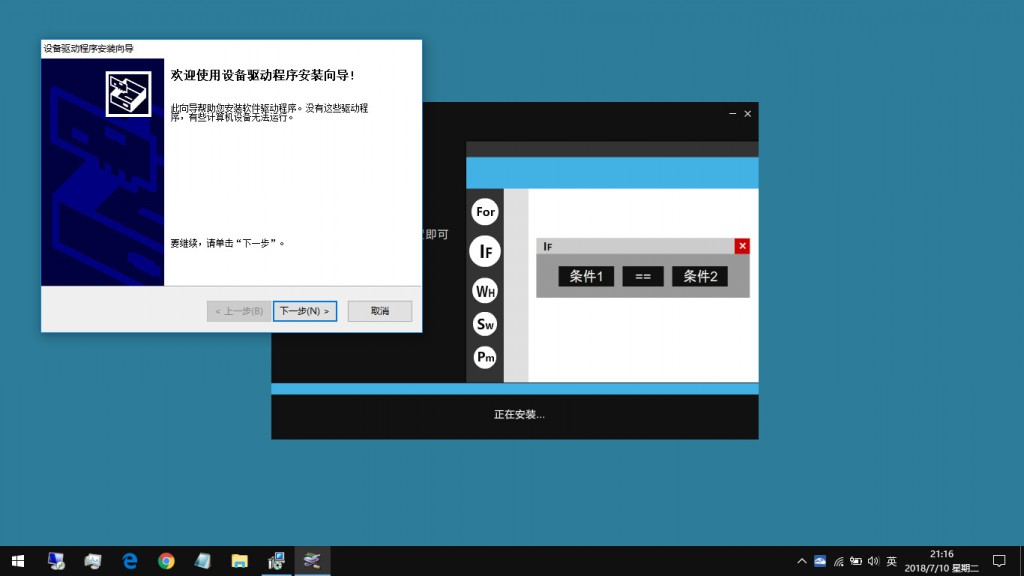 设备驱动程序安装向导
欢迎使用设备驱动程序安装向导!
此向导帮助您安装软件驱动程序。没有这些驱动程
序，有些计算机设备无法运行。
要继续，请单击“下一步”。
< 上一步(B)
下一步(N) >
取消
即可
For
IF
WH
SW
Pm
IF
条件1
==
条件2
正在安装...
英
21:16
2018/7/10 星期二